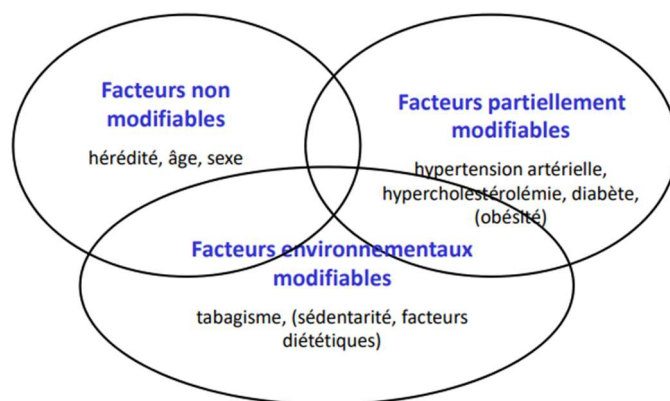 Facteurs non
modifiables
hérédité, âge, sexe
Facteurs partiellement
modifiables
hypertension artérielle,
hypercholestérolémie, diabète,
(obésité)
Facteurs environnementaux
modifiables
tabagisme, (sédentarité, facteurs
diététiques)